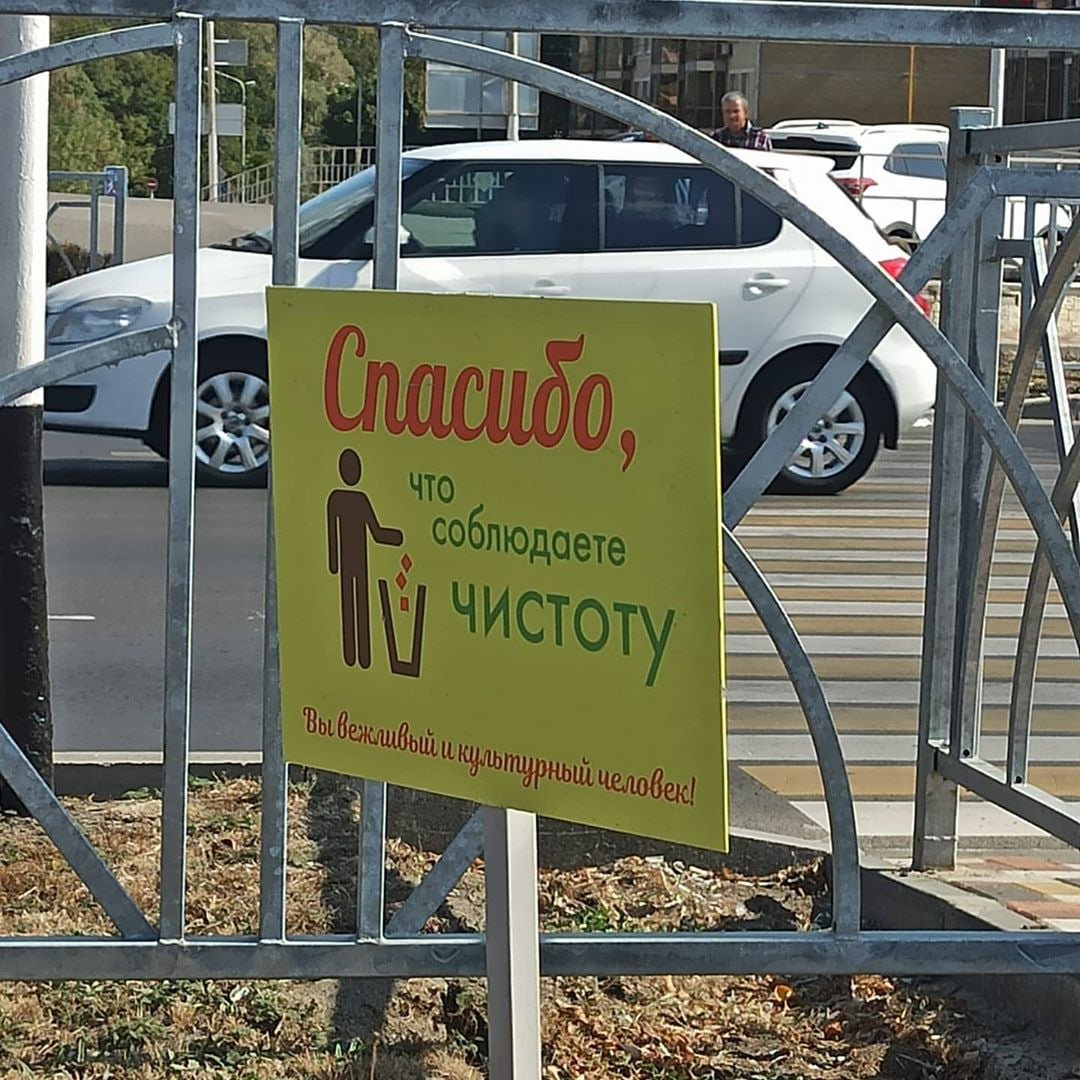 Спасибо,
что
соблюдаете
чистоту
Вы вежливый и культурный человек!